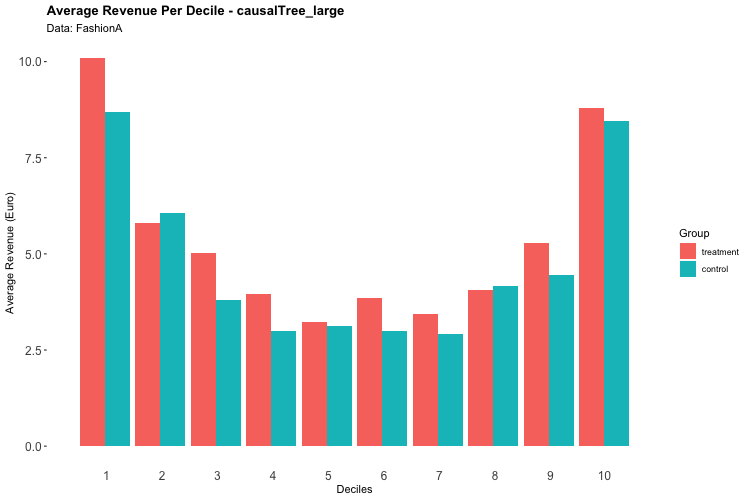 Average Revenue Per Decile - causalTree_large
Data: FashionA
Average Revenue (Euro)
10.0
7.5
5.0
2.5
0.0
1 2 3 4 5 6 7 8 9 10
Deciles
Group
treatment
control